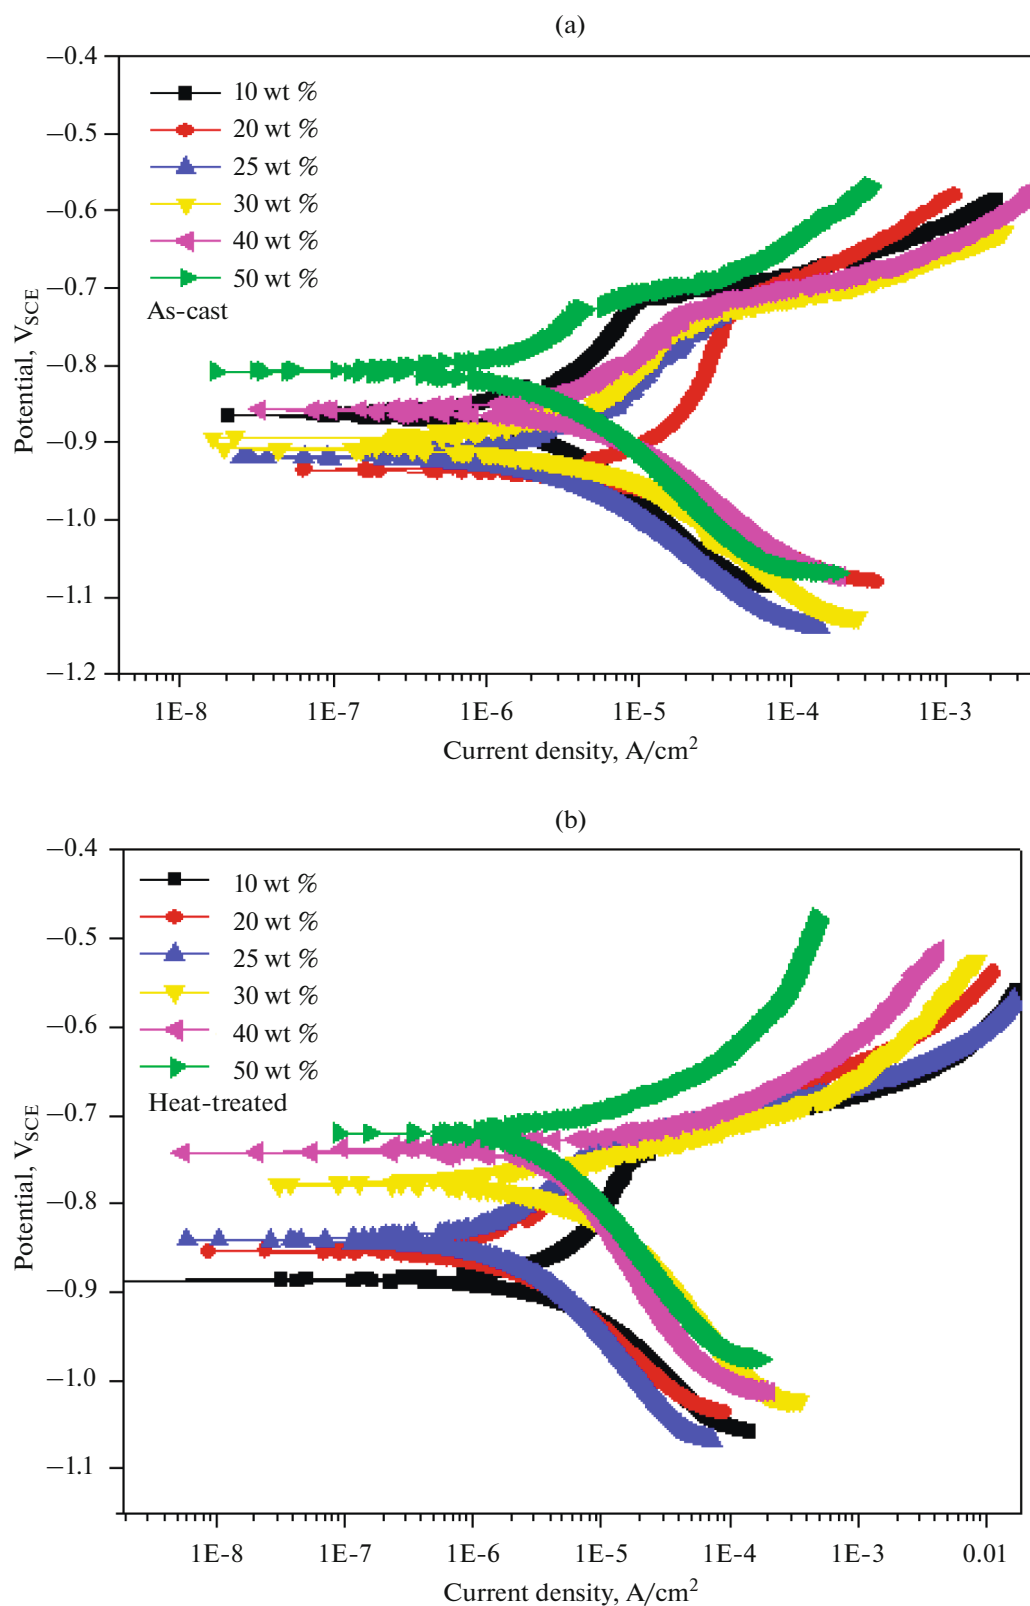 (a)
−0.4
−0.5
−0.6
−0.7
−0.8
−0.9
−1.0
−1.1
−1.2
Potential, V_SCE
10 wt %
20 wt %
25 wt %
30 wt %
40 wt %
50 wt %
As-cast
1E-8 1E-7 1E-6 1E-5 1E-4 1E-3
Current density, A/cm²
(b)
−0.4
−0.5
−0.6
−0.7
−0.8
−0.9
−1.0
−1.1
Potential, V_SCE
10 wt %
20 wt %
25 wt %
30 wt %
40 wt %
50 wt %
Heat-treated
1E-8 1E-7 1E-6 1E-5 1E-4 1E-3 0.01
Current density, A/cm²